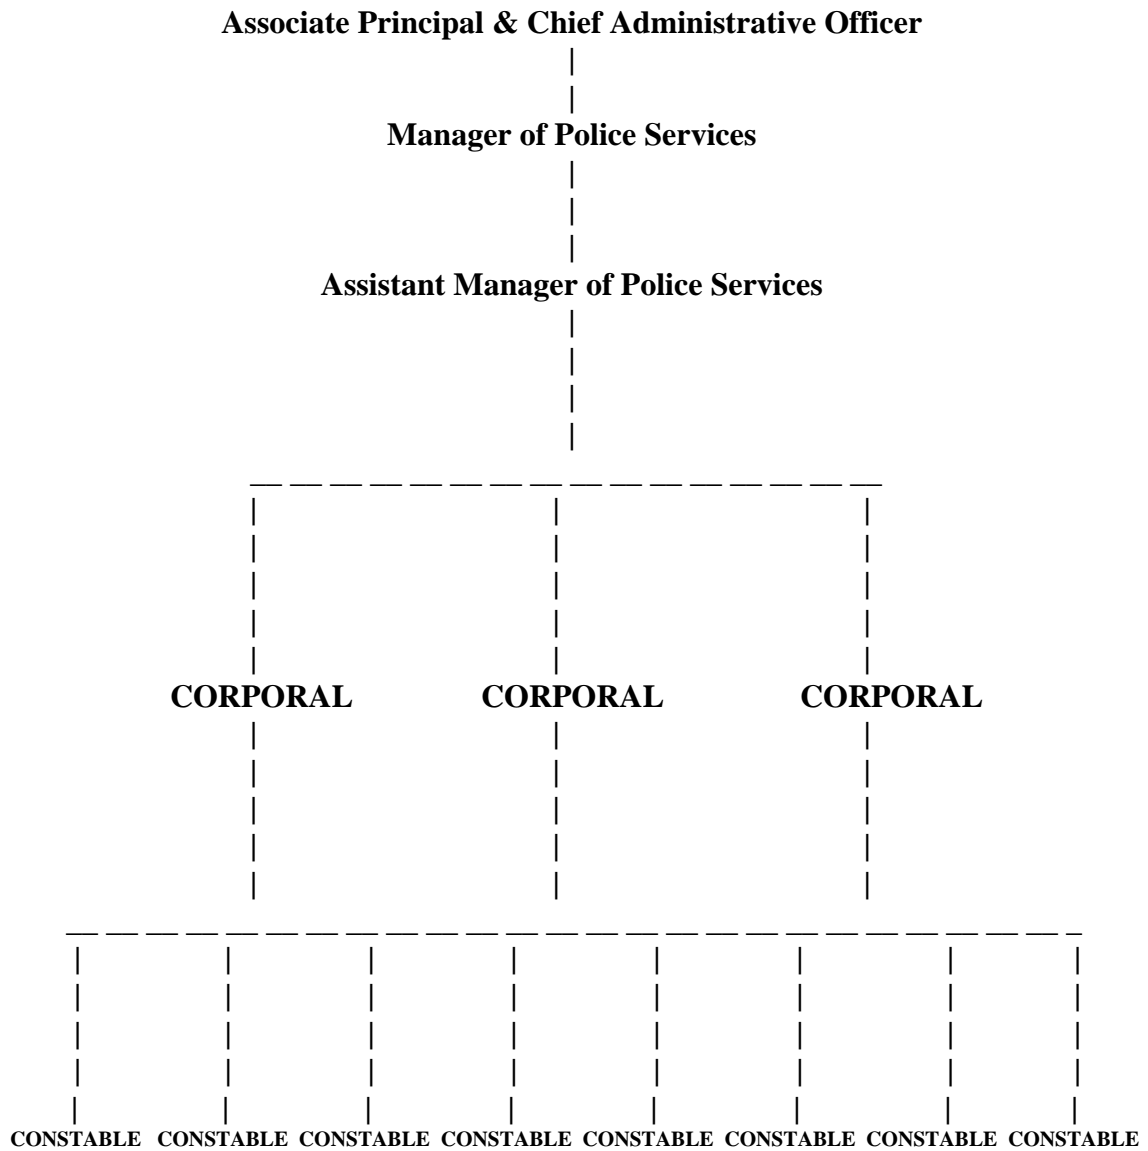 Associate Principal & Chief Administrative Officer
Manager of Police Services
Assistant Manager of Police Services
CORPORAL CORPORAL CORPORAL
CONSTABLE CONSTABLE CONSTABLE CONSTABLE CONSTABLE CONSTABLE CONSTABLE CONSTABLE